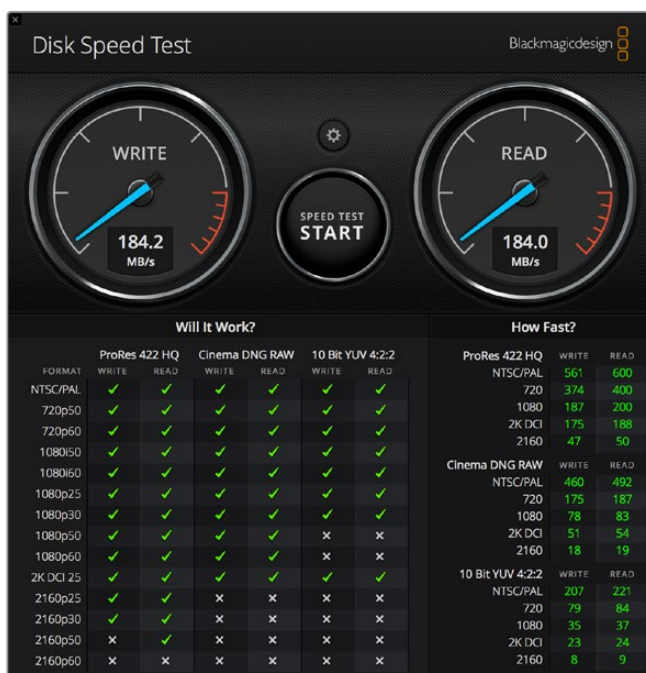 Disk Speed Test
Blackmagicdesign
WRITE
184.2
MB/s
SPEED TEST
START
READ
184.0
MB/s
Will It Work?
ProRes 422 HQ Cinema DNG RAW 10 Bit YUV 4:2:2
FORMAT WRITE READ WRITE READ WRITE READ
NTSC/PAL ✓ ✓ ✓ ✓ ✓ ✓
720p50 ✓ ✓ ✓ ✓ ✓ ✓
720p60 ✓ ✓ ✓ ✓ ✓ ✓
1080i50 ✓ ✓ ✓ ✓ ✓ ✓
1080i60 ✓ ✓ ✓ ✓ ✓ ✓
1080p25 ✓ ✓ ✓ ✓ ✓ ✓
1080p30 ✓ ✓ ✓ ✓ ✓ ✓
1080p50 ✓ ✓ ✓ ✓ × ×
1080p60 ✓ ✓ ✓ ✓ × ×
2K DCI 25 ✓ ✓ ✓ ✓ ✓ ✓
2160p25 ✓ ✓ × × × ×
2160p30 ✓ ✓ × × × ×
2160p50 × ✓ × × × ×
2160p60 × × × × × ×
How Fast?
ProRes 422 HQ WRITE READ
NTSC/PAL 561 600
720 374 400
1080 187 200
2K DCI 175 188
2160 47 50
Cinema DNG RAW WRITE READ
NTSC/PAL 460 492
720 175 187
1080 78 83
2K DCI 51 54
2160 18 19
10 Bit YUV 4:2:2 WRITE READ
NTSC/PAL 207 221
720 79 84
1080 35 37
2K DCI 23 24
2160 8 9